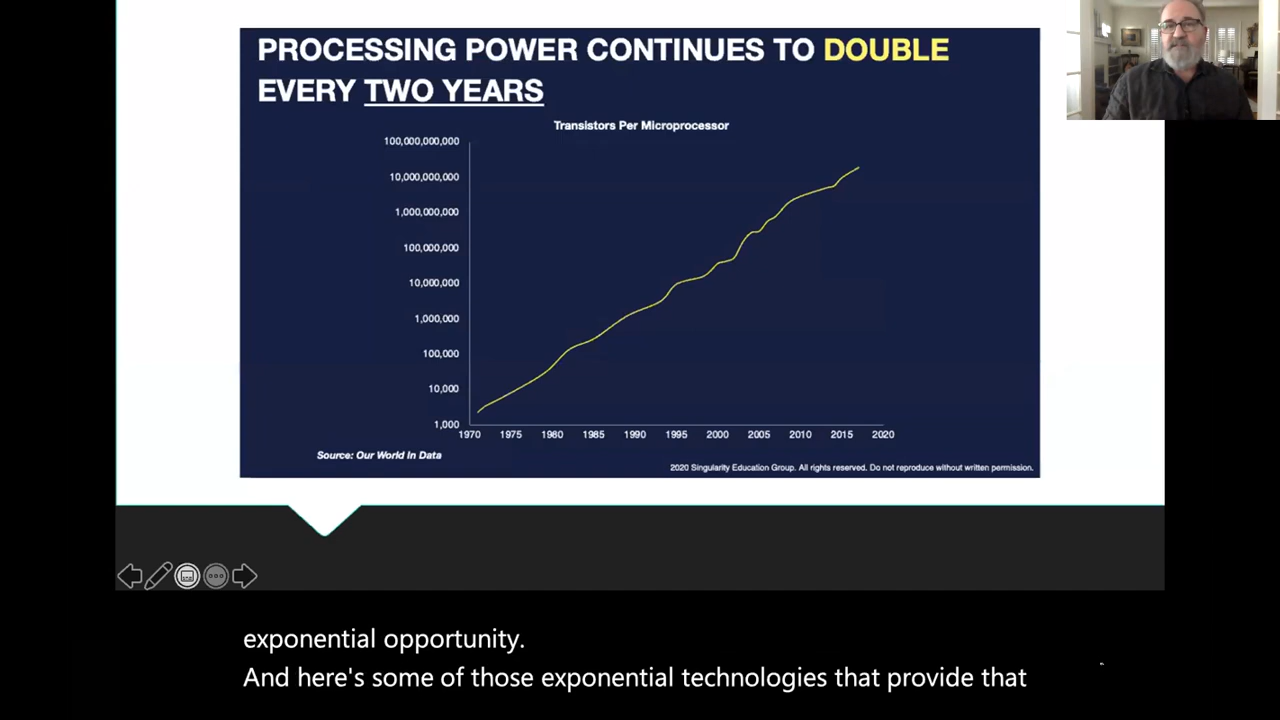 PROCESSING POWER CONTINUES TO DOUBLE
EVERY TWO YEARS
Transistors Per Microprocessor
100,000,000,000
10,000,000,000
1,000,000,000
100,000,000
10,000,000
1,000,000
100,000
10,000
1,000
1970 1975 1980 1985 1990 1995 2000 2005 2010 2015 2020
Source: Our World In Data
2020 Singularity Education Group. All rights reserved. Do not reproduce without written permission.
exponential opportunity.
And here's some of those exponential technologies that provide that